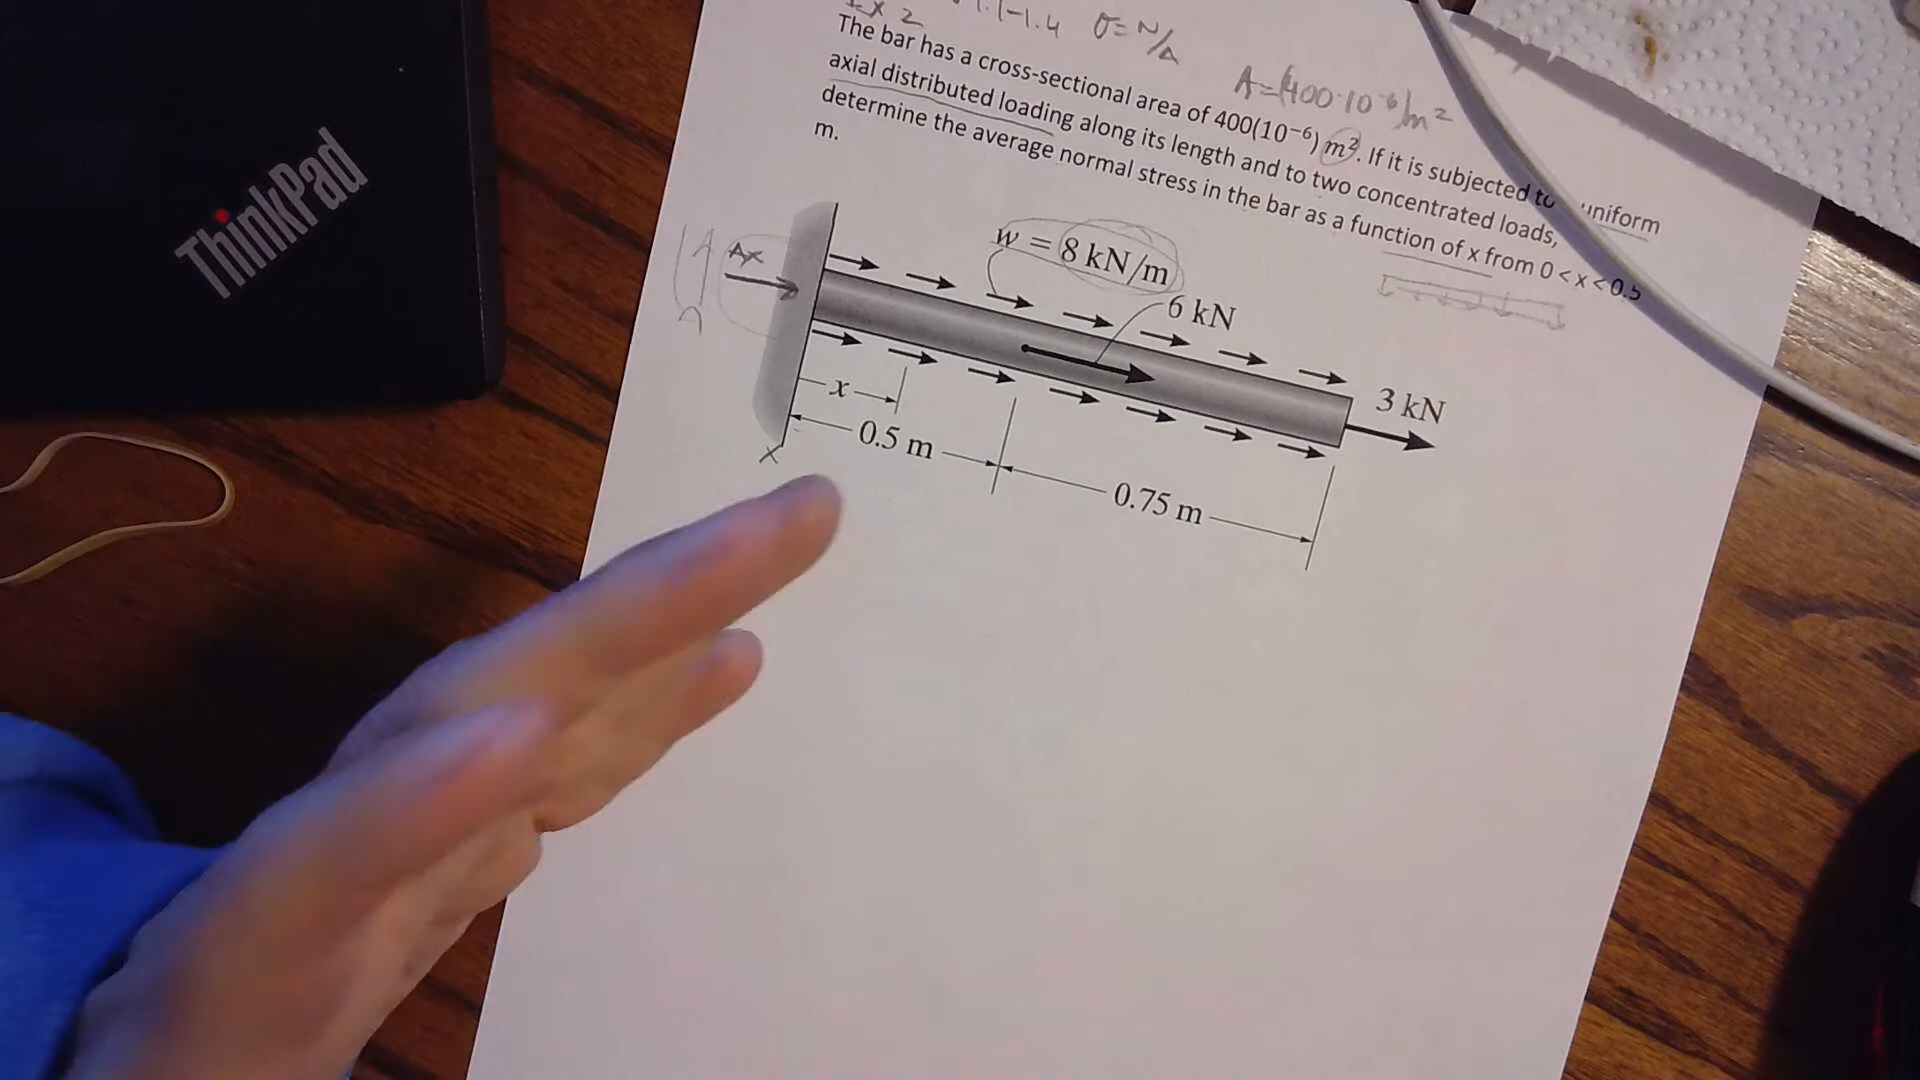 Ex 2
1.1-1.4 σ = N/A
A = (400·10⁻⁶)m²
The bar has a cross-sectional area of 400(10⁻⁶) m². If it is subjected to uniform
axial distributed loading along its length and to two concentrated loads,
determine the average normal stress in the bar as a function of x from 0 < x < 0.5
m.
w = 8 kN/m
Ax
6 kN
3 kN
x
0.5 m
x
0.75 m
ThinkPad